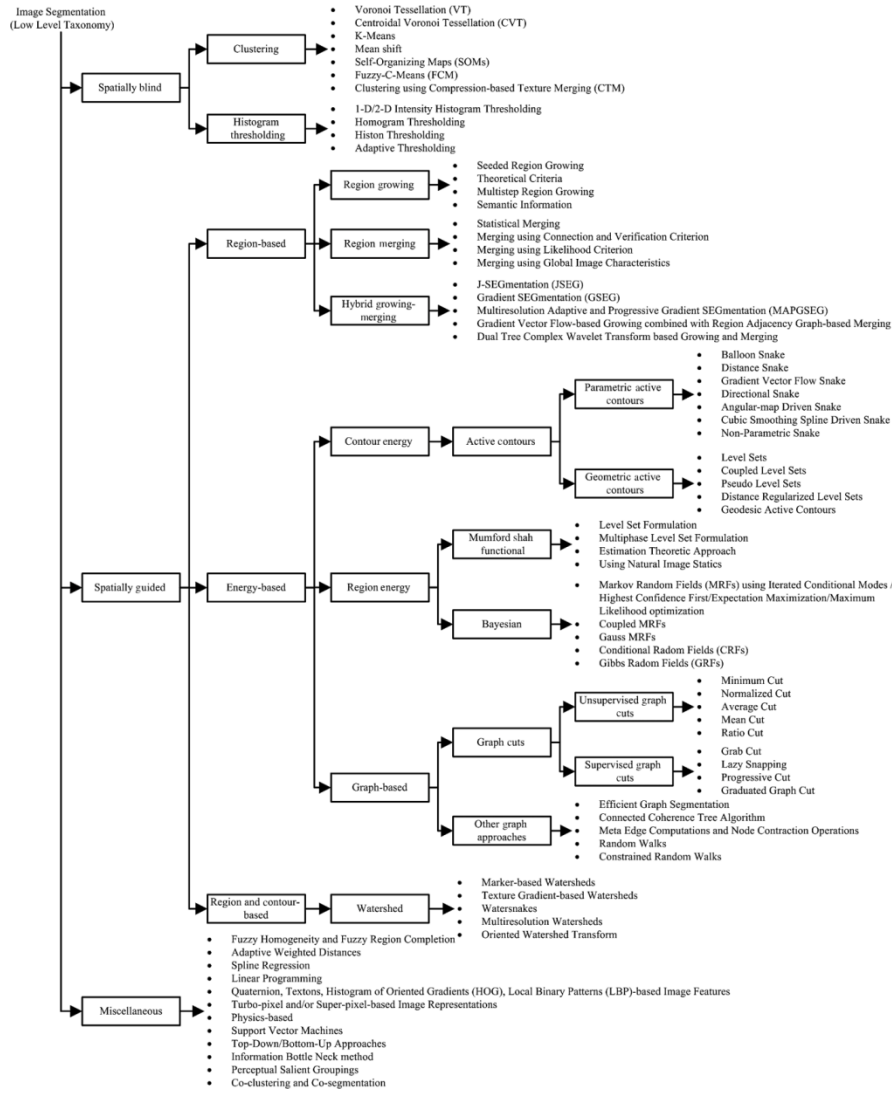 Image Segmentation
(Low Level Taxonomy)
Spatially blind
Clustering
• Voronoi Tessellation (VT)
• Centroidal Voronoi Tessellation (CVT)
• K-Means
• Mean shift
• Self-Organizing Maps (SOMs)
• Fuzzy-C-Means (FCM)
• Clustering using Compression-based Texture Merging (CTM)
Histogram
thresholding
• 1-D/2-D Intensity Histogram Thresholding
• Homogram Thresholding
• Histon Thresholding
• Adaptive Thresholding
Spatially guided
Region-based
Region growing
• Seeded Region Growing
• Theoretical Criteria
• Multistep Region Growing
• Semantic Information
Region merging
• Statistical Merging
• Merging using Connection and Verification Criterion
• Merging using Likelihood Criterion
• Merging using Global Image Characteristics
Hybrid growing-
merging
• J-SEGmentation (JSEG)
• Gradient SEGmentation (GSEG)
• Multiresolution Adaptive and Progressive Gradient SEGmentation (MAPGSEG)
• Gradient Vector Flow-based Growing combined with Region Adjacency Graph-based Merging
• Dual Tree Complex Wavelet Transform based Growing and Merging
Energy-based
Contour energy
Active contours
Parametric active
contours
• Balloon Snake
• Distance Snake
• Gradient Vector Flow Snake
• Directional Snake
• Angular-map Driven Snake
• Cubic Smoothing Spline Driven Snake
• Non-Parametric Snake
Geometric active
contours
• Level Sets
• Coupled Level Sets
• Pseudo Level Sets
• Distance Regularized Level Sets
• Geodesic Active Contours
Region energy
Mumford shah
functional
• Level Set Formulation
• Multiphase Level Set Formulation
• Estimation Theoretic Approach
• Using Natural Image Statics
Bayesian
• Markov Random Fields (MRFs) using Iterated Conditional Modes /
Highest Confidence First/Expectation Maximization/Maximum
Likelihood optimization
• Coupled MRFs
• Gauss MRFs
• Conditional Radom Fields (CRFs)
• Gibbs Radom Fields (GRFs)
Graph-based
Graph cuts
Unsupervised graph
cuts
• Minimum Cut
• Normalized Cut
• Average Cut
• Mean Cut
• Ratio Cut
Supervised graph
cuts
• Grab Cut
• Lazy Snapping
• Progressive Cut
• Graduated Graph Cut
Other graph
approaches
• Efficient Graph Segmentation
• Connected Coherence Tree Algorithm
• Meta Edge Computations and Node Contraction Operations
• Random Walks
• Constrained Random Walks
Region and contour-
based
Watershed
• Marker-based Watersheds
• Texture Gradient-based Watersheds
• Watersnakes
• Multiresolution Watersheds
• Oriented Watershed Transform
Miscellaneous
• Fuzzy Homogeneity and Fuzzy Region Completion
• Adaptive Weighted Distances
• Spline Regression
• Linear Programming
• Quaternion, Textons, Histogram of Oriented Gradients (HOG), Local Binary Patterns (LBP)-based Image Features
• Turbo-pixel and/or Super-pixel-based Image Representations
• Physics-based
• Support Vector Machines
• Top-Down/Bottom-Up Approaches
• Information Bottle Neck method
• Perceptual Salient Groupings
• Co-clustering and Co-segmentation